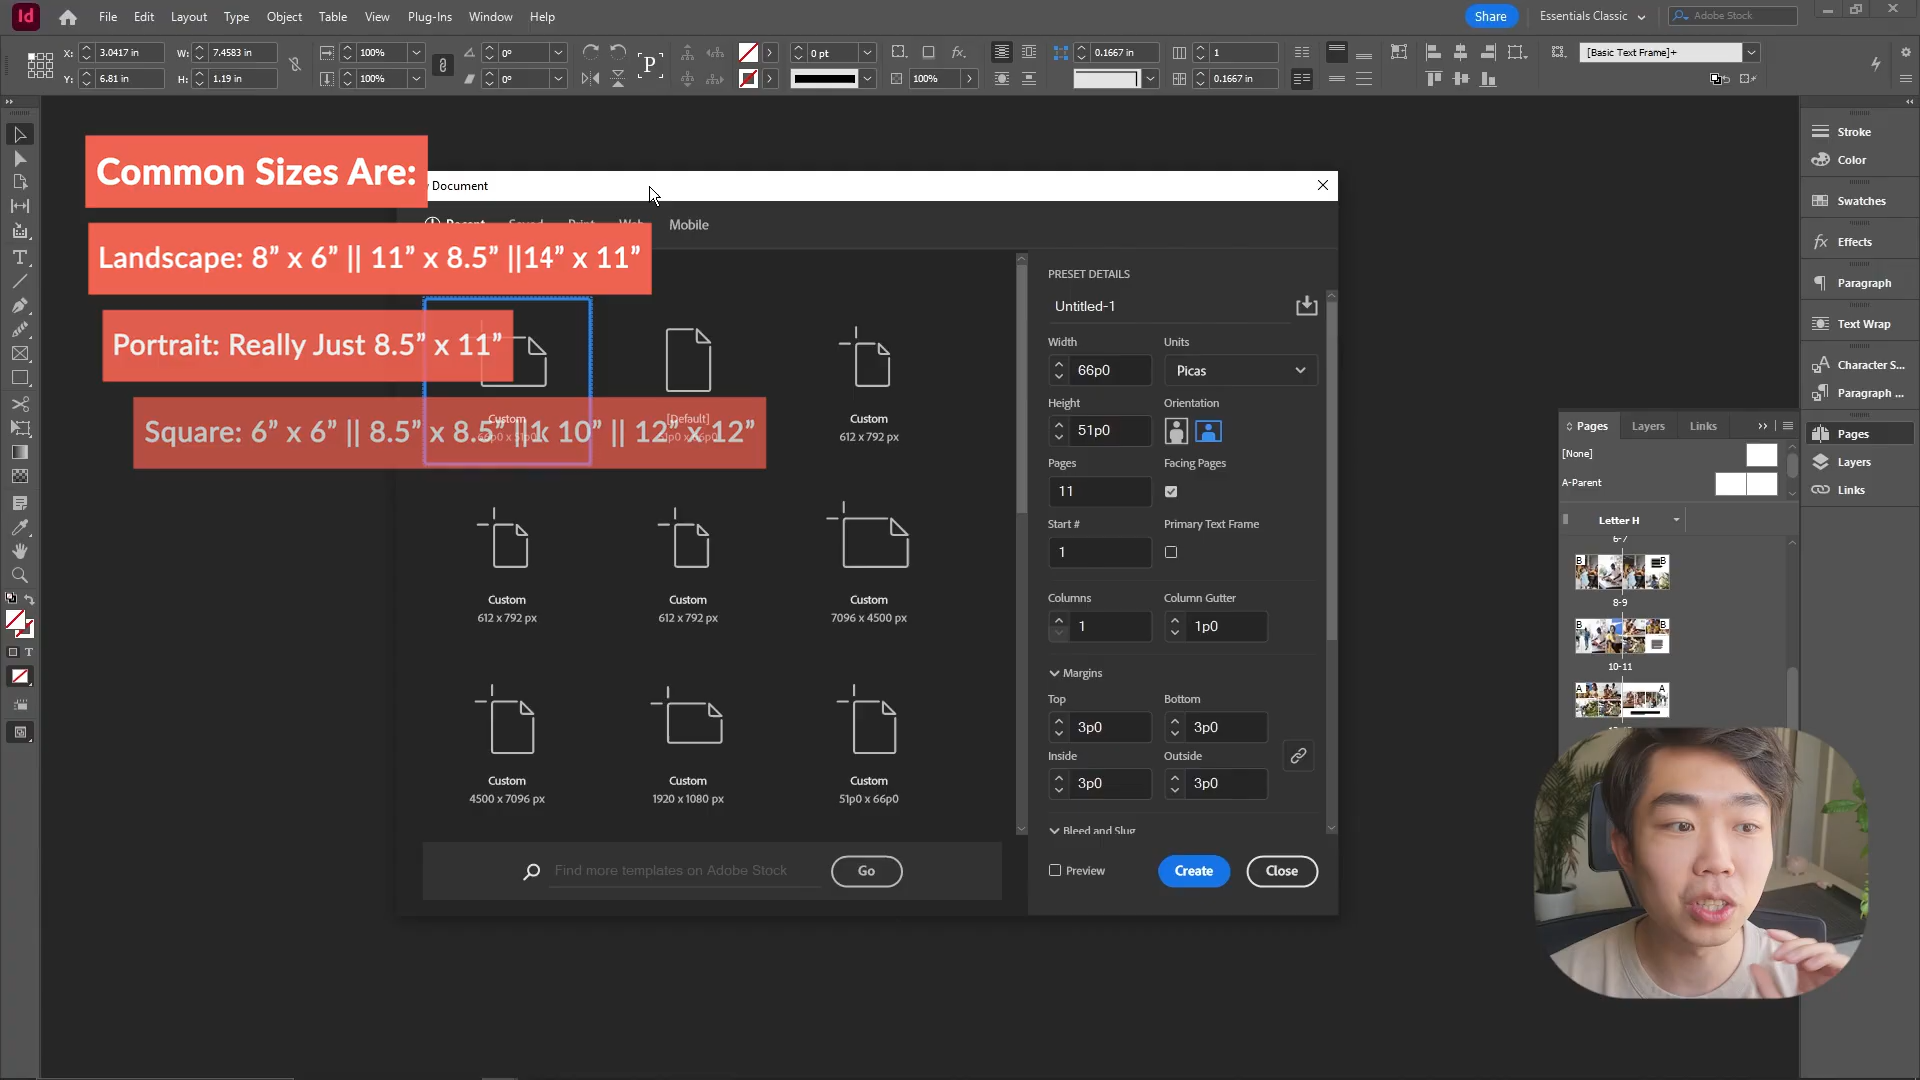 Id
File Edit Layout Type Object Table View Plug-Ins Window Help
Share
Essentials Classic
Adobe Stock
X: 3.0417 in W: 7.4583 in 100% 0° P 0 pt fx. 0.1667 in 1 [Basic Text Frame]+
Y: 6.81 in H: 1.19 in 100% 0° 100% 0.1667 in
Common Sizes Are:
Document
Mobile
Landscape: 8” x 6” || 11” x 8.5” ||14” x 11”
Portrait: Really Just 8.5” x 11”
Square: 6” x 6” || 8.5” x 8.5” || 10” || 12” x 12”
Custom
[Default]
Custom
612 x 792 px
Custom
612 x 792 px
Custom
612 x 792 px
Custom
7096 x 4500 px
Custom
4500 x 7096 px
Custom
1920 x 1080 px
Custom
51p0 x 66p0
Find more templates on Adobe Stock
Go
PRESET DETAILS
Untitled-1
Width Units
66p0 Picas
Height Orientation
51p0
Pages Facing Pages
11
Start # Primary Text Frame
1
Columns Column Gutter
1 1p0
Margins
Top Bottom
3p0 3p0
Inside Outside
3p0 3p0
Bleed and Slug
Preview Create Close
Pages Layers Links
[None]
A-Parent
Letter H
6-7
B B
8-9
B B
10-11
A A
Stroke
Color
Swatches
fx Effects
Paragraph
Text Wrap
Character S...
Paragraph ...
Pages
Layers
Links